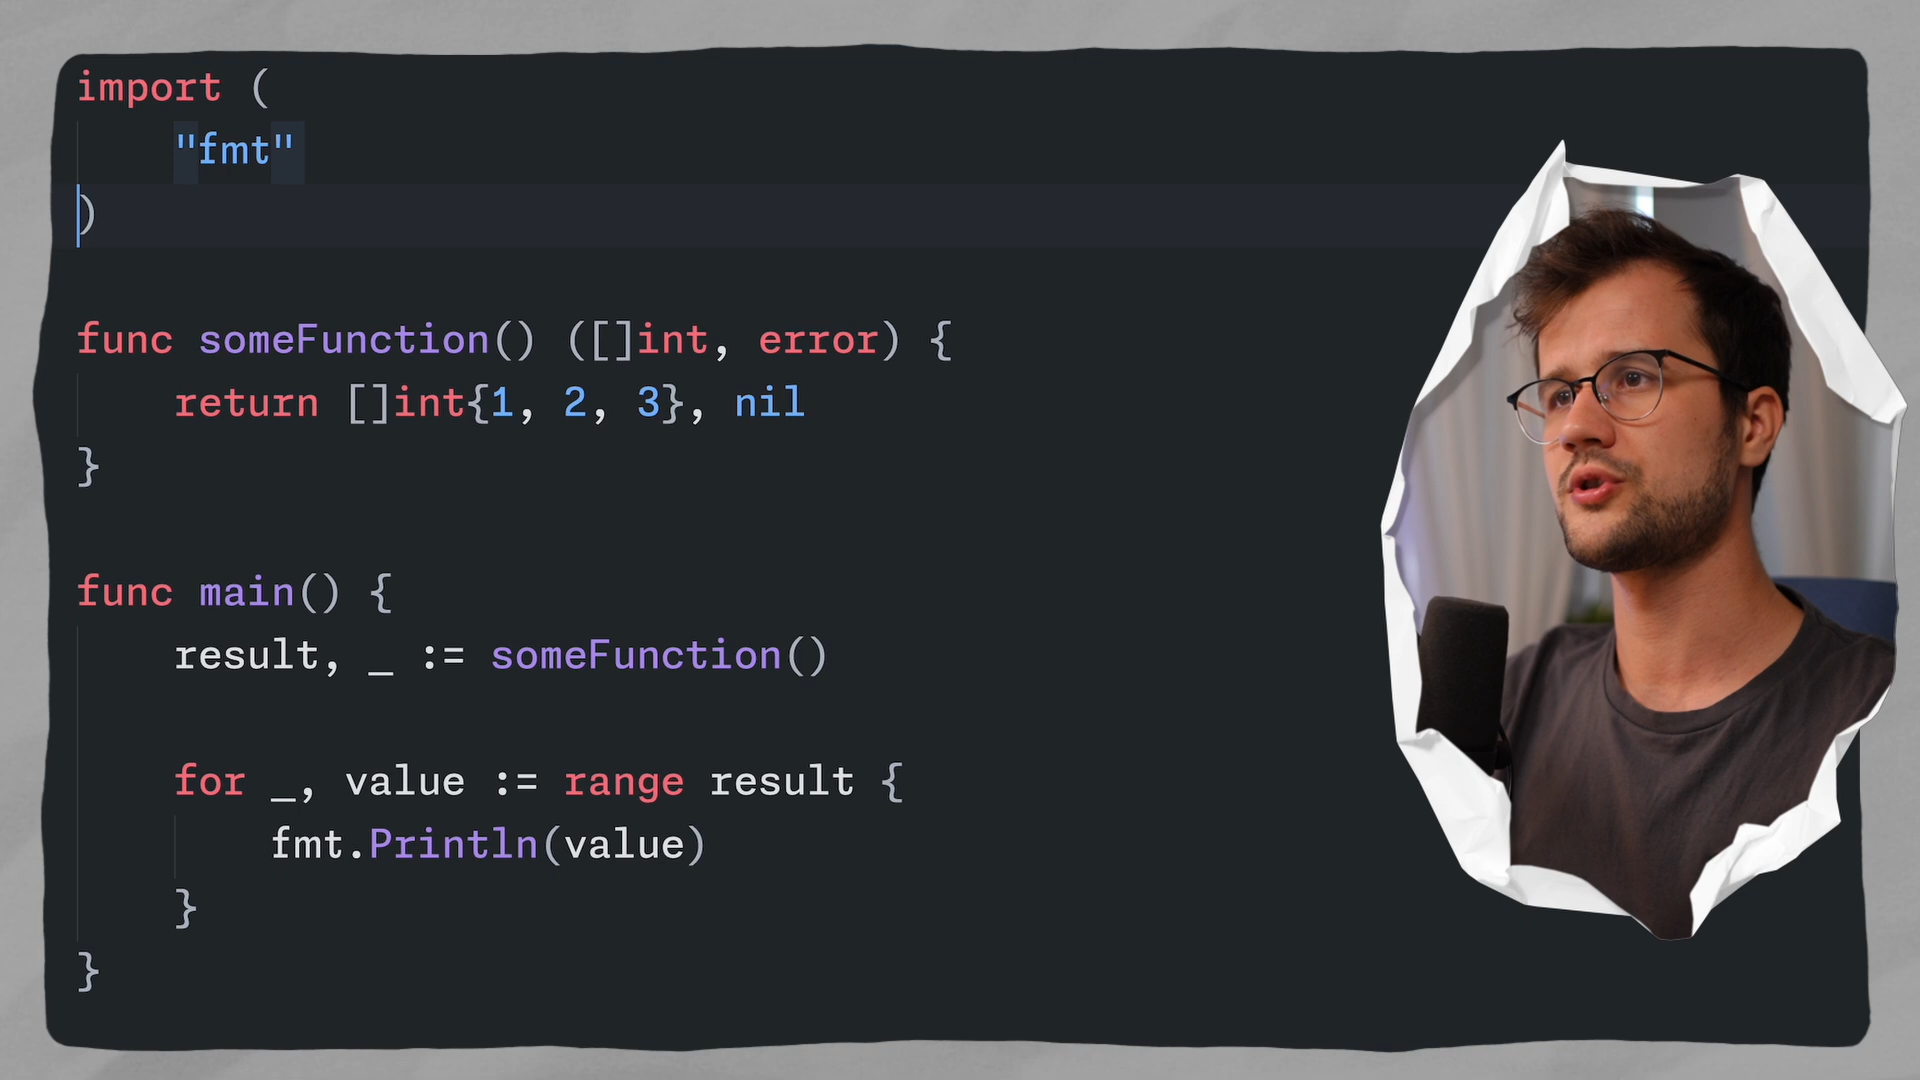 import (
    "fmt"
)
func someFunction() ([]int, error) {
    return []int{1, 2, 3}, nil
}
func main() {
    result, _ := someFunction()
    for _, value := range result {
        fmt.Println(value)
    }
}